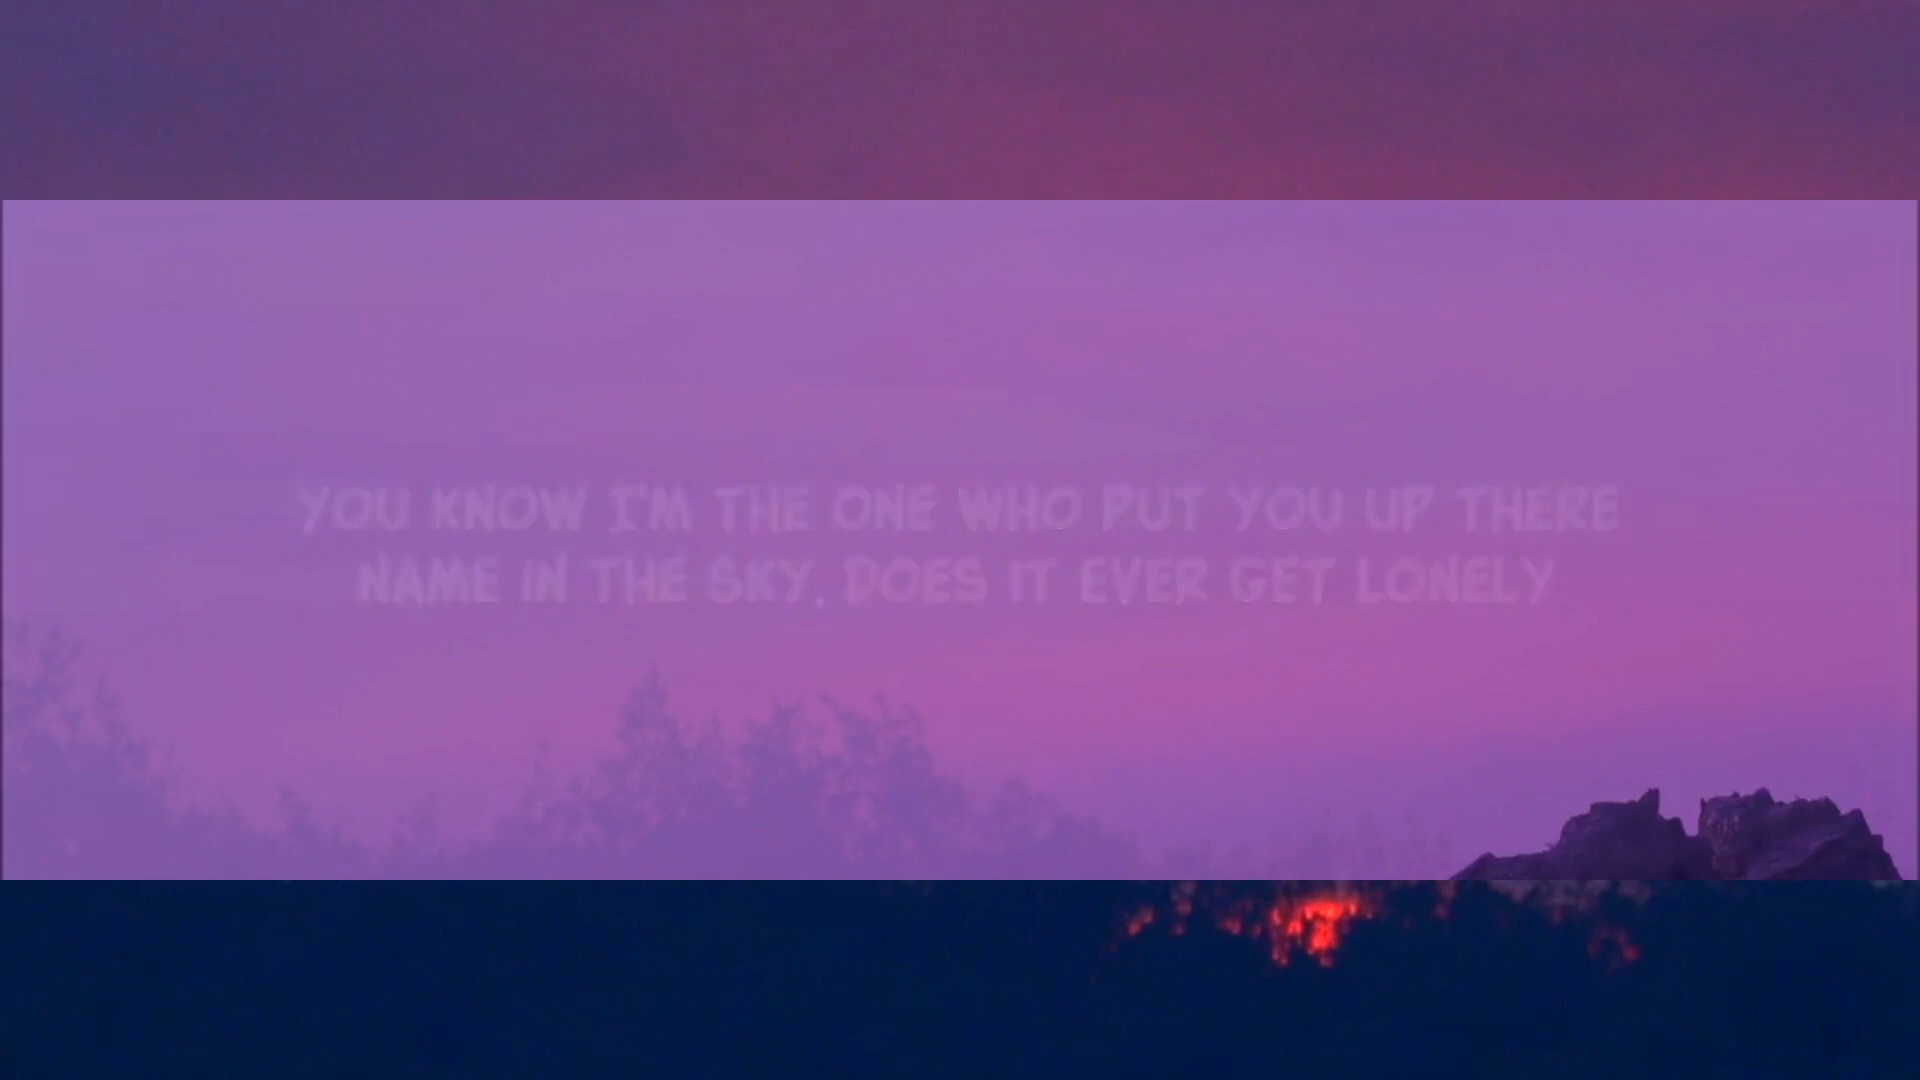 YOU KNOW I'M THE ONE WHO PUT YOU UP THERE
NAME IN THE SKY, DOES IT EVER GET LONELY